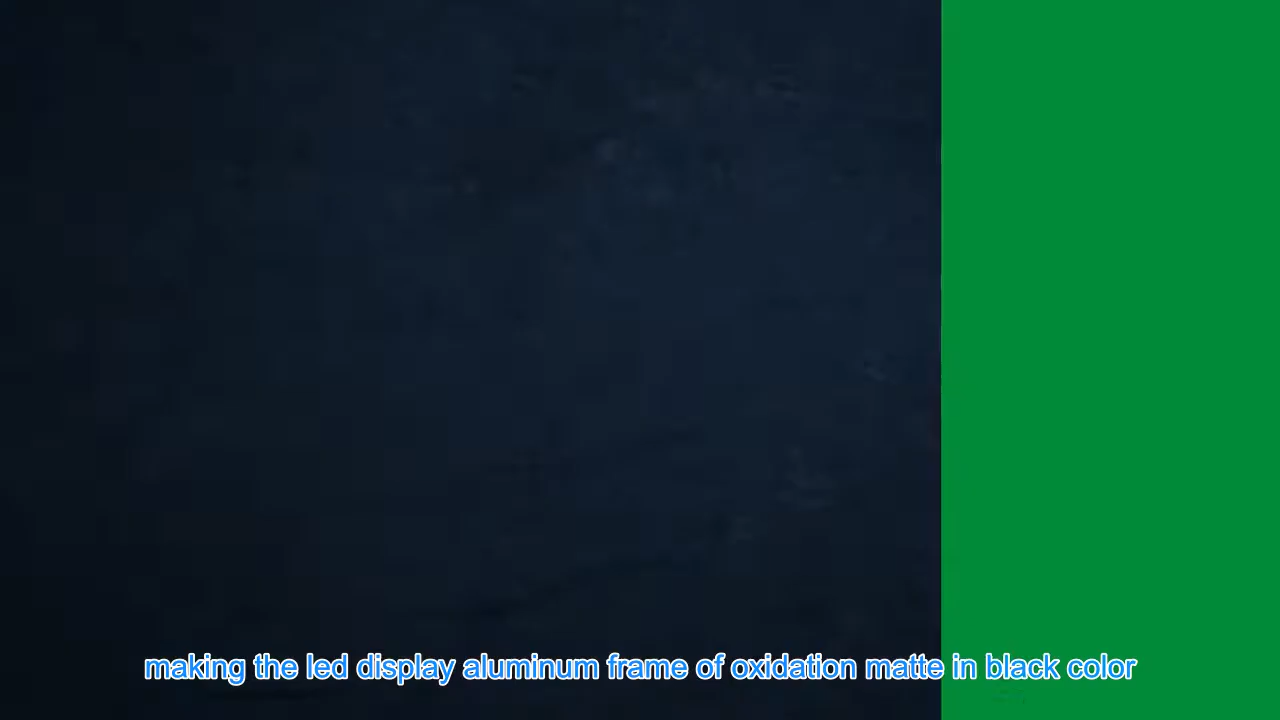 making the led display aluminum frame of oxidation matte in black color